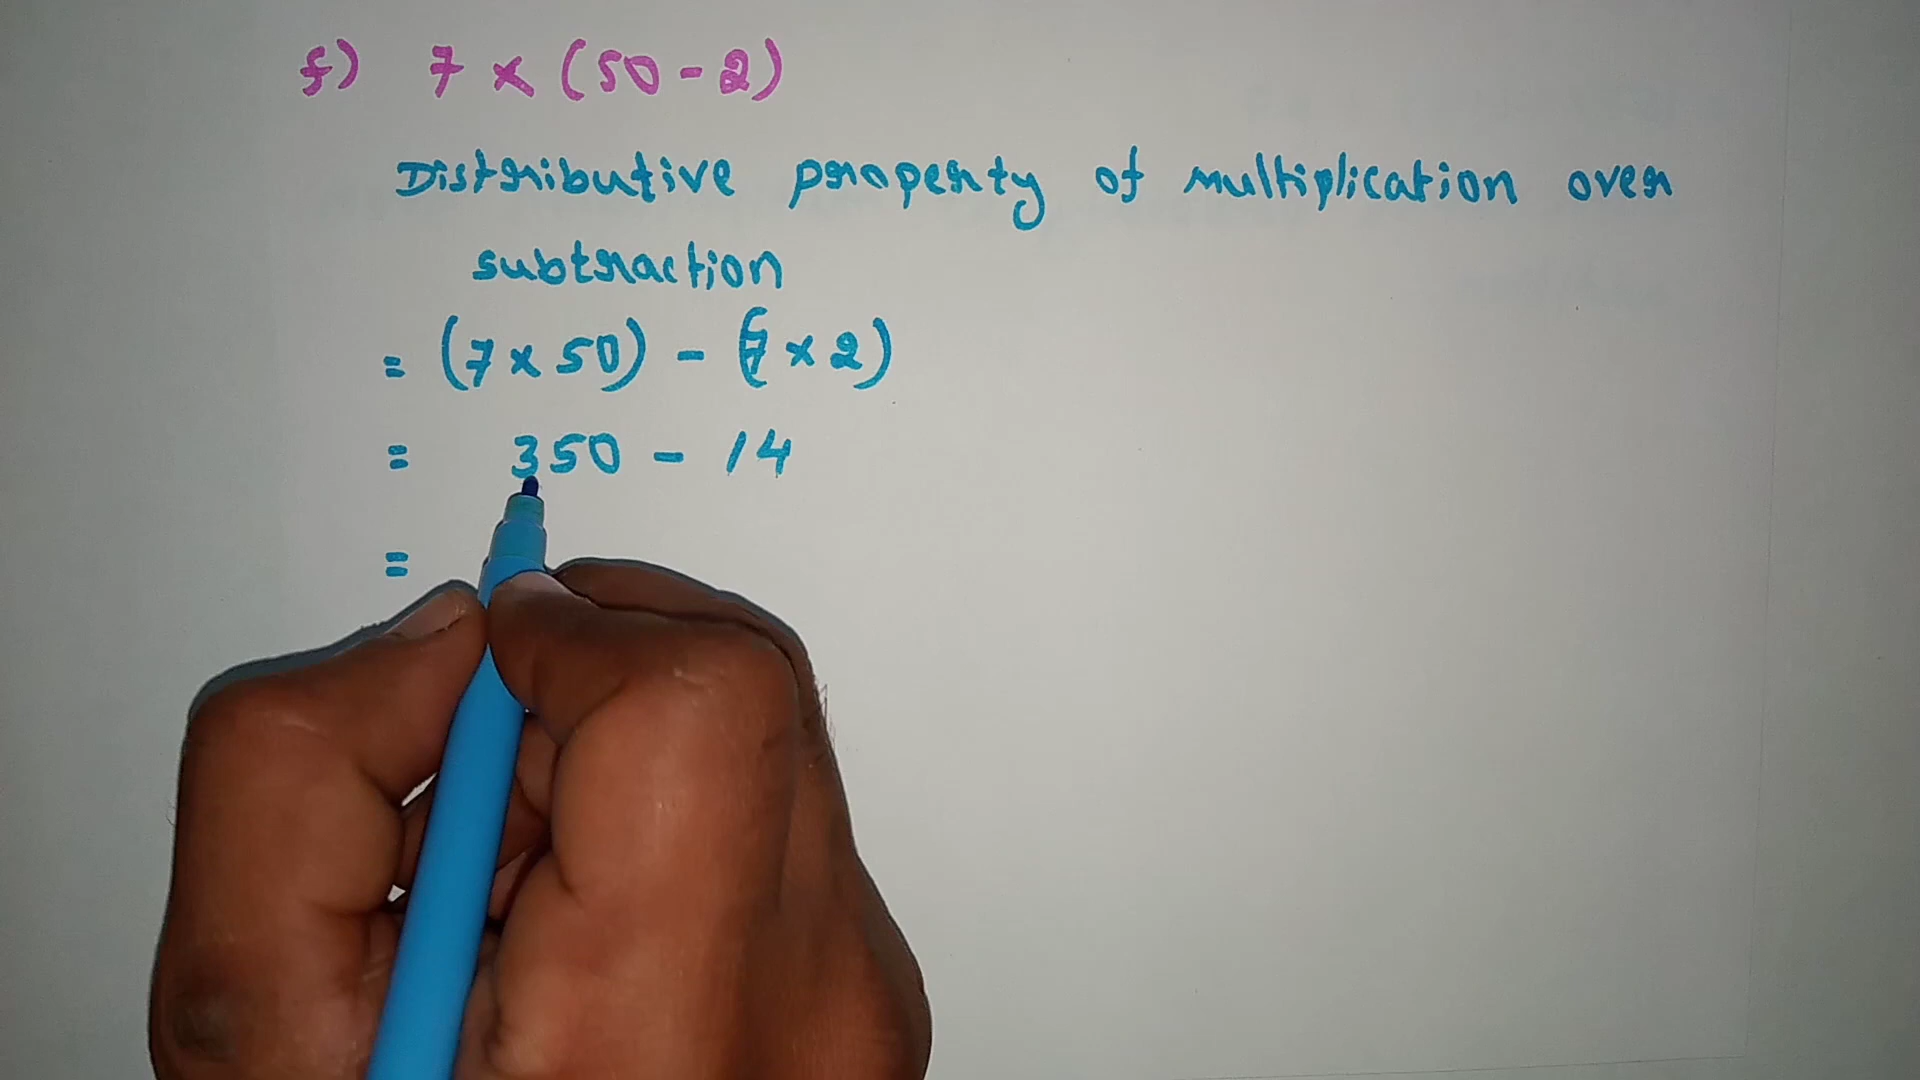 f) 7 × (50 - 2)
Distributive property of multiplication over
subtraction
= (7 × 50) - (7 × 2)
= 350 - 14
=